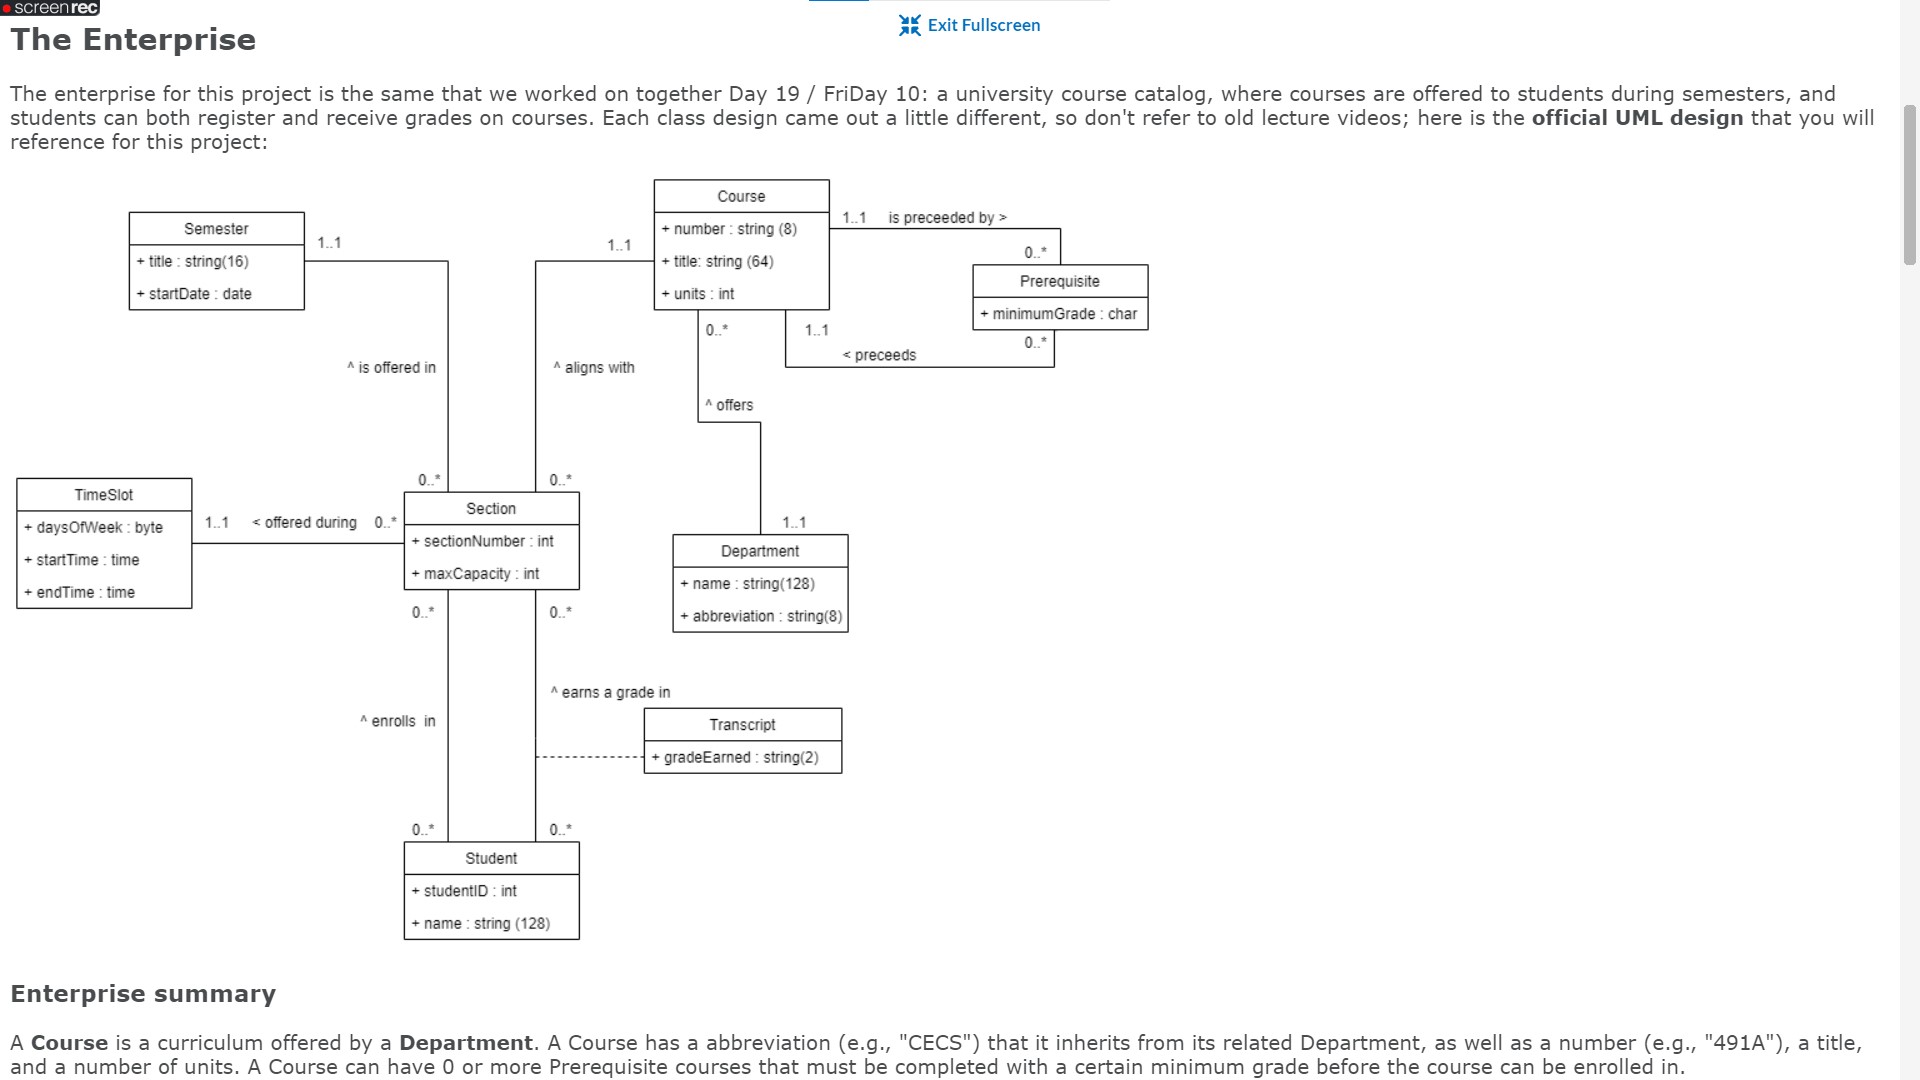 screenrec
Exit Fullscreen
The Enterprise
The enterprise for this project is the same that we worked on together Day 19 / FriDay 10: a university course catalog, where courses are offered to students during semesters, and
students can both register and receive grades on courses. Each class design came out a little different, so don't refer to old lecture videos; here is the official UML design that you will
reference for this project:
Course
+ number : string (8)
+ title: string (64)
+ units : int
1..1 is preceeded by >
0..*
Prerequisite
+ minimumGrade : char
0..*
1..1
< preceeds
Semester
+ title : string(16)
+ startDate : date
1..1
1..1
0..*
^ is offered in
^ aligns with
^ offers
0..*
0..*
TimeSlot
+ daysOfWeek : byte
+ startTime : time
+ endTime : time
1..1 < offered during 0..*
Section
+ sectionNumber : int
+ maxCapacity : int
1..1
Department
+ name : string(128)
+ abbreviation : string(8)
0..*
0..*
^ earns a grade in
^ enrolls in
Transcript
+ gradeEarned : string(2)
0..*
0..*
Student
+ studentID : int
+ name : string (128)
Enterprise summary
A Course is a curriculum offered by a Department. A Course has a abbreviation (e.g., "CECS") that it inherits from its related Department, as well as a number (e.g., "491A"), a title,
and a number of units. A Course can have 0 or more Prerequisite courses that must be completed with a certain minimum grade before the course can be enrolled in.